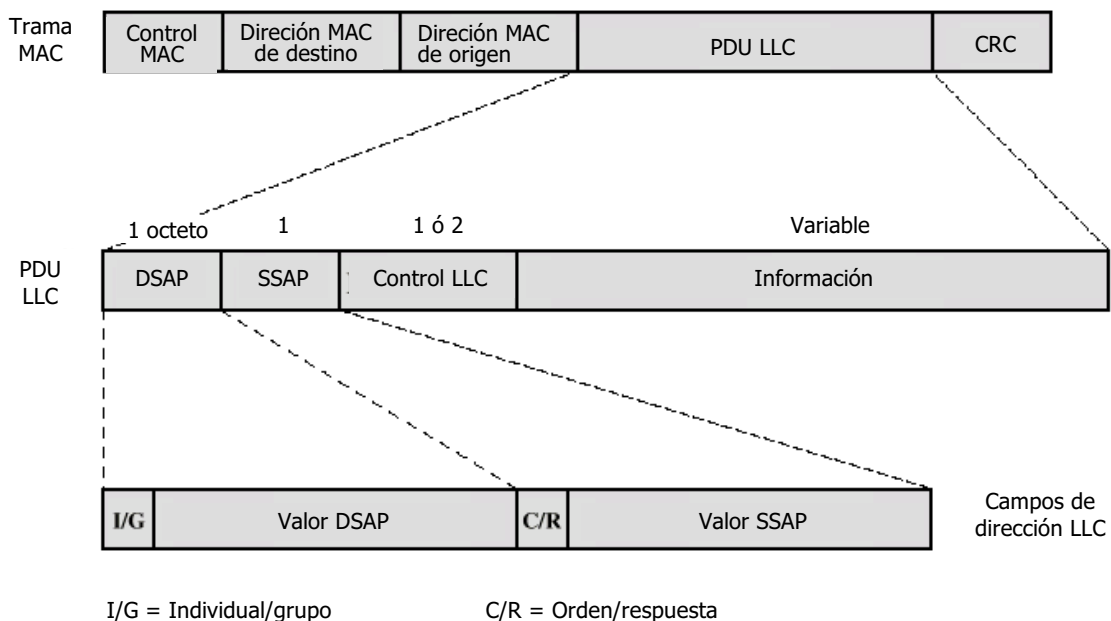 Trama
MAC
Control
MAC
Direción MAC
de destino
Direción MAC
de origen
PDU LLC
CRC
1 octeto
1
1 ó 2
Variable
PDU
LLC
DSAP
SSAP
Control LLC
Información
I/G
Valor DSAP
C/R
Valor SSAP
Campos de
dirección LLC
I/G = Individual/grupo
C/R = Orden/respuesta